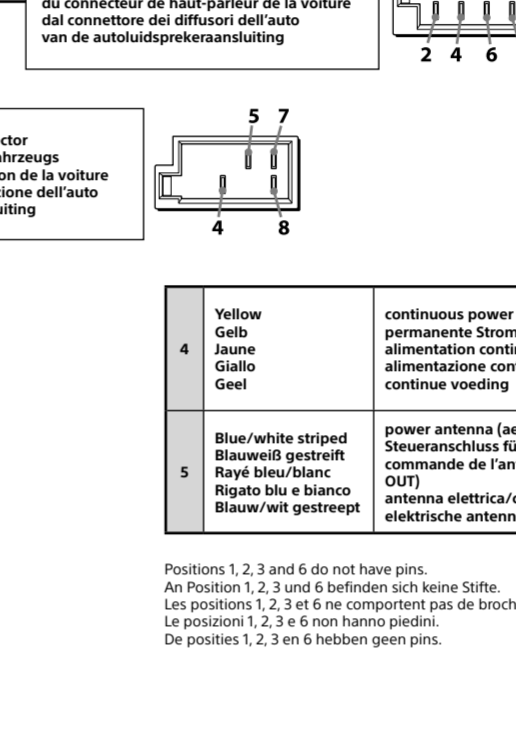 du connecteur de haut-parleur de la voiture
dal connettore dei diffusori dell'auto
van de autoluidsprekeraansluiting
2 4 6
5 7
4 8
4
Yellow
Gelb
Jaune
Giallo
Geel
continuous power
permanente Strom
alimentation conti
alimentazione con
continue voeding
5
Blue/white striped
Blauweiß gestreift
Rayé bleu/blanc
Rigato blu e bianco
Blauw/wit gestreept
power antenna (ae
Steueranschluss fü
commande de l'an
OUT)
antenna elettrica/
elektrische antenn
ctor
ahrzeugs
on de la voiture
zione dell'auto
uiting
Positions 1, 2, 3 and 6 do not have pins.
An Position 1, 2, 3 und 6 befinden sich keine Stifte.
Les positions 1, 2, 3 et 6 ne comportent pas de broch
Le posizioni 1, 2, 3 e 6 non hanno piedini.
De posities 1, 2, 3 en 6 hebben geen pins.